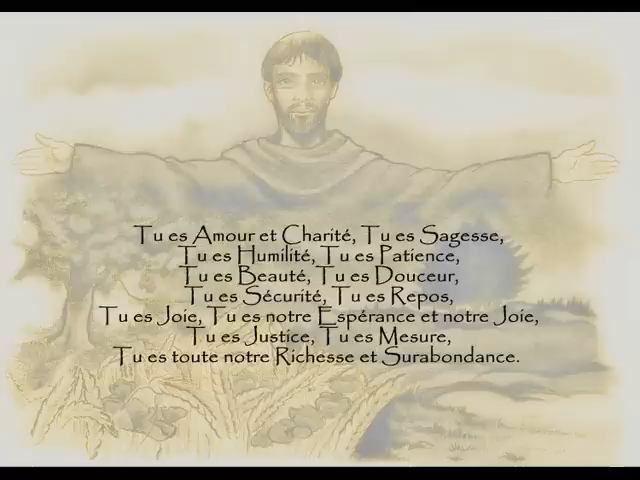 Tu es Amour et Charité, Tu es Sagesse,
Tu es Humilité, Tu es Patience,
Tu es Beauté, Tu es Douceur,
Tu es Sécurité, Tu es Repos,
Tu es Joie, Tu es notre Espérance et notre Joie,
Tu es Justice, Tu es Mesure,
Tu es toute notre Richesse et Surabondance.